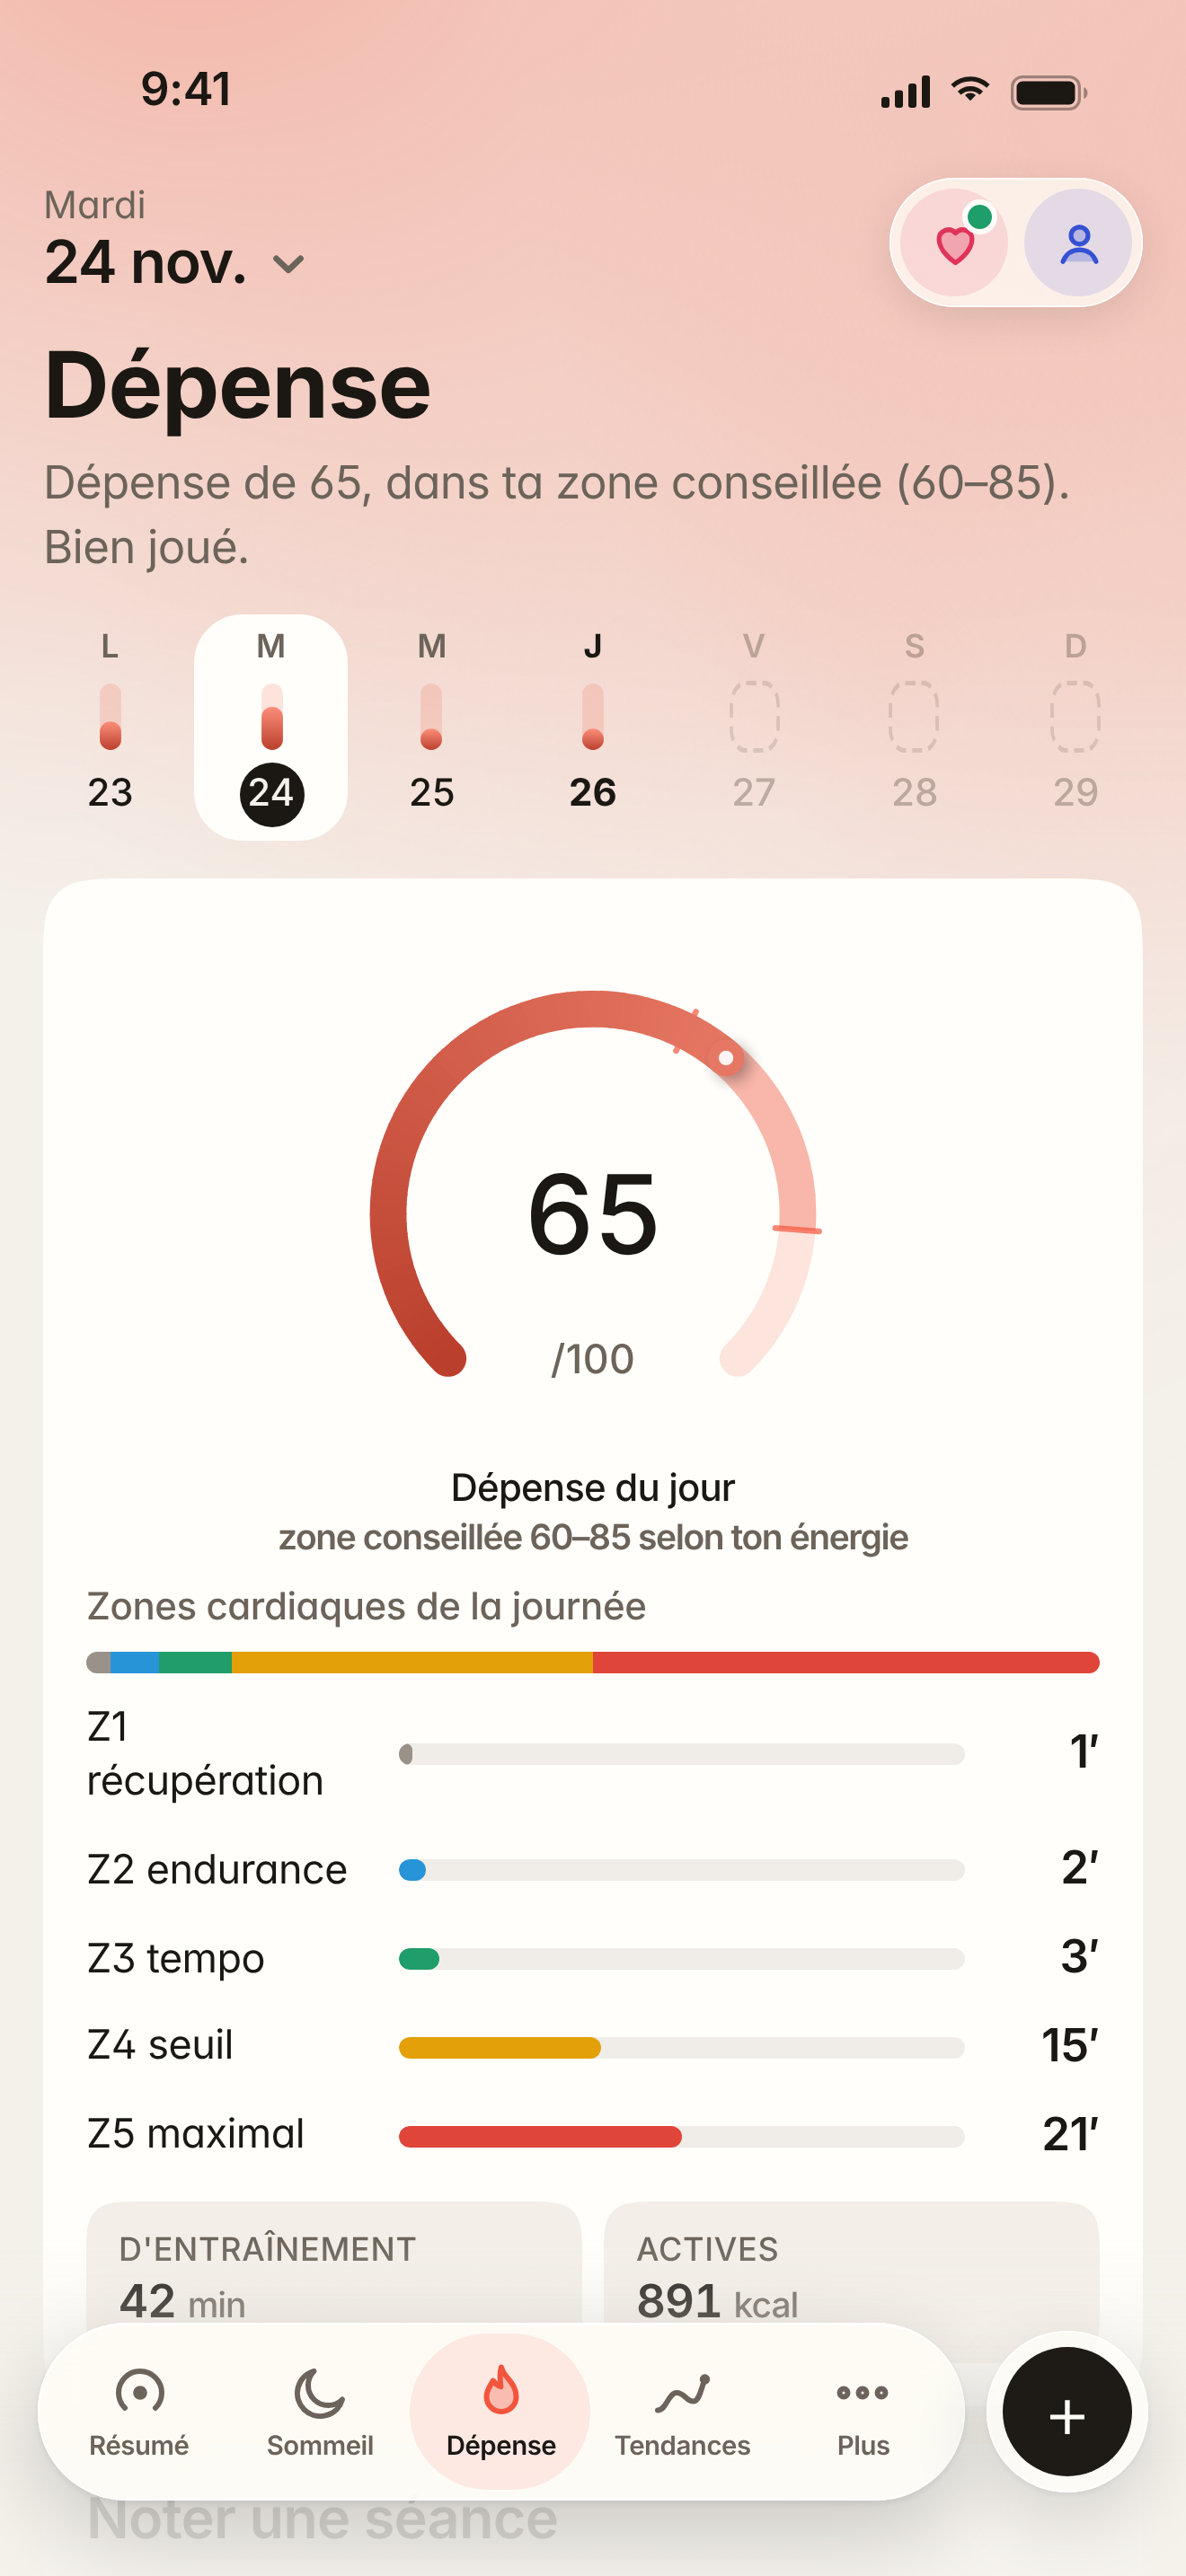 9:41
Mardi
24 nov.
Dépense
Dépense de 65, dans ta zone conseillée (60–85).
Bien joué.
L M M J V S D
23 24 25 26 27 28 29
65
/100
Dépense du jour
zone conseillée 60–85 selon ton énergie
Zones cardiaques de la journée
Z1
récupération 1′
Z2 endurance 2′
Z3 tempo 3′
Z4 seuil 15′
Z5 maximal 21′
D'ENTRAÎNEMENT ACTIVES
42 min 891 kcal
Résumé Sommeil Dépense Tendances Plus
Noter une séance